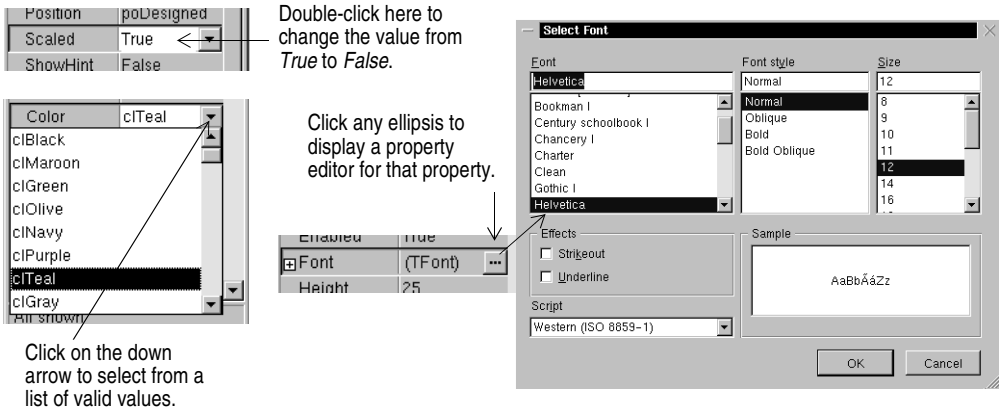 Position poDesigned
Scaled True
ShowHint False
Double-click here to
change the value from
True to False.
Color clTeal
clBlack
clMaroon
clGreen
clOlive
clNavy
clPurple
clTeal
clGray
All shown
Click on the down
arrow to select from a
list of valid values.
Click any ellipsis to
display a property
editor for that property.
Enabled True
Font (TFont) ...
Height 25
Select Font
Font
Helvetica
Bookman l
Century schoolbook l
Chancery l
Charter
Clean
Gothic l
Helvetica
Font style
Normal
Normal
Oblique
Bold
Bold Oblique
Size
12
8
9
10
11
12
14
16
Effects
Strikeout
Underline
Script
Western (ISO 8859-1)
Sample
AaBbÃáZz
OK Cancel